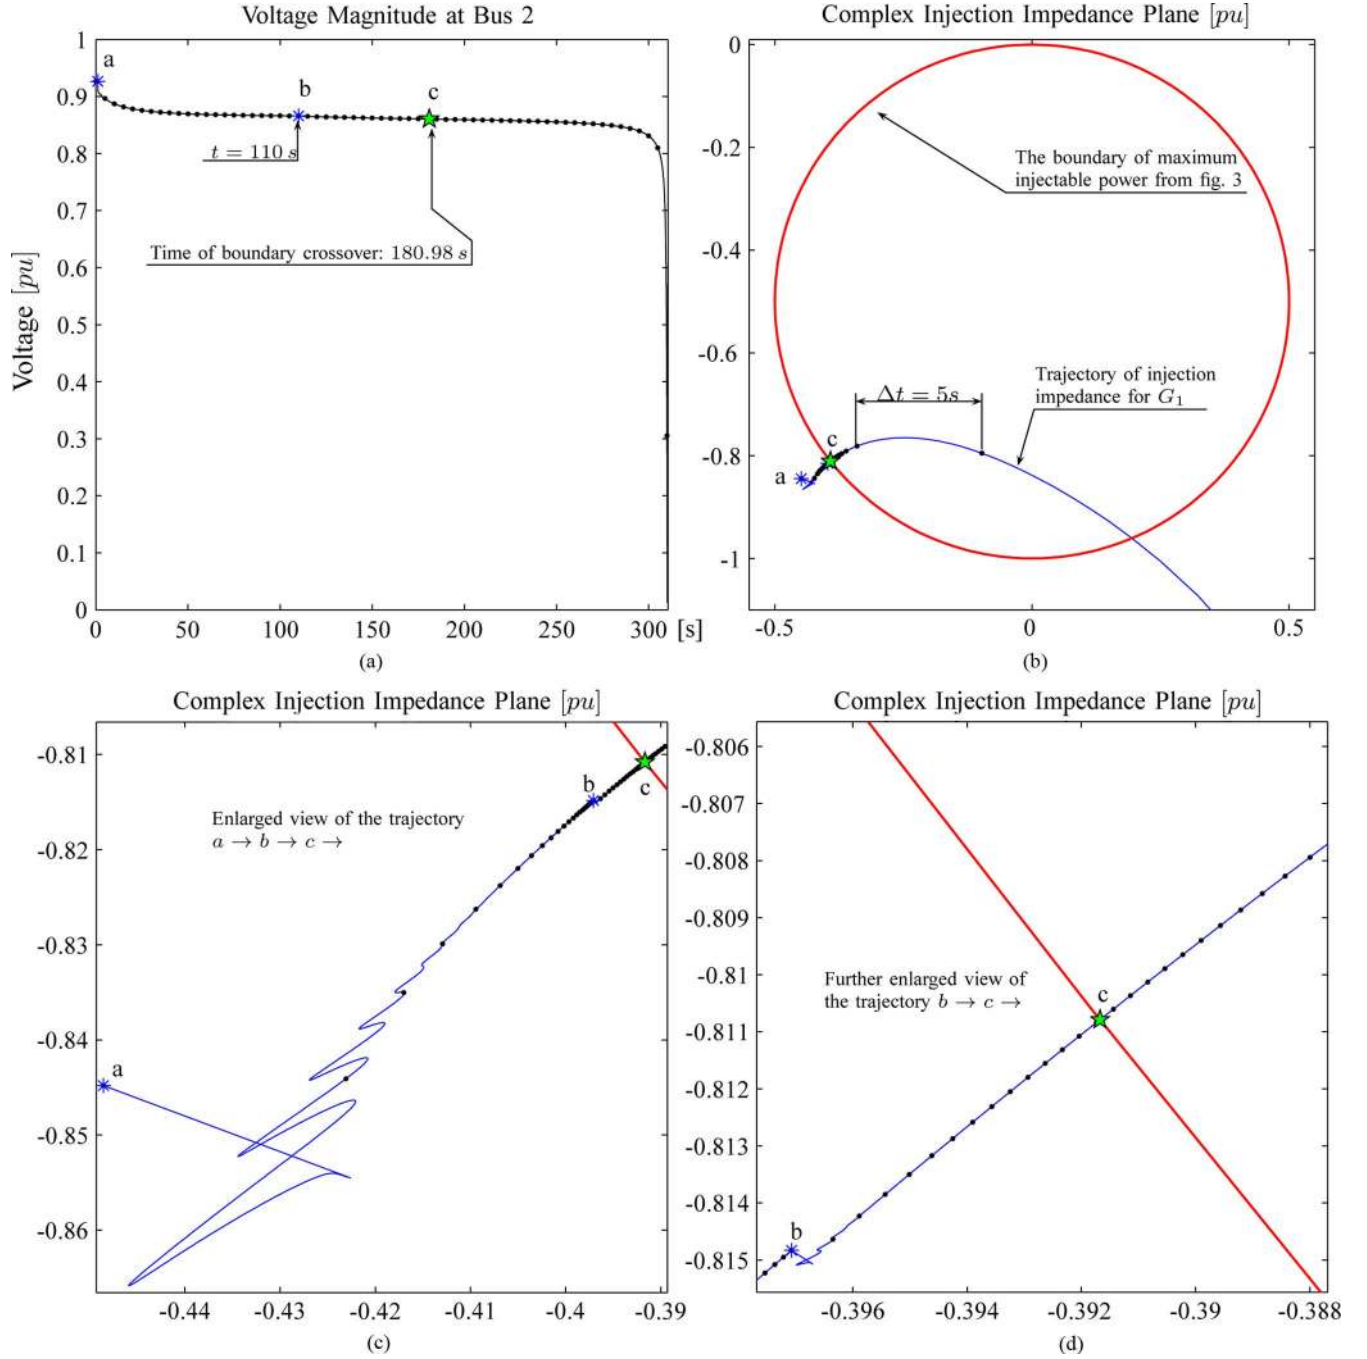 Voltage Magnitude at Bus 2
Voltage [pu]
1
0.9
0.8
0.7
0.6
0.5
0.4
0.3
0.2
0.1
0
a
b
c
t = 110 s
Time of boundary crossover: 180.98 s
0 50 100 150 200 250 300 [s]
(a)
Complex Injection Impedance Plane [pu]
0
-0.2
-0.4
-0.6
-0.8
-1
The boundary of maximum
injectable power from fig. 3
Trajectory of injection
impedance for G1
Δt = 5s
c
a
-0.5 0 0.5
(b)
Complex Injection Impedance Plane [pu]
-0.81
-0.82
-0.83
-0.84
-0.85
-0.86
b
c
Enlarged view of the trajectory
a → b → c →
a
-0.44 -0.43 -0.42 -0.41 -0.4 -0.39
(c)
Complex Injection Impedance Plane [pu]
-0.806
-0.807
-0.808
-0.809
-0.81
-0.811
-0.812
-0.813
-0.814
-0.815
Further enlarged view of
the trajectory b → c →
c
b
-0.396 -0.394 -0.392 -0.39 -0.388
(d)